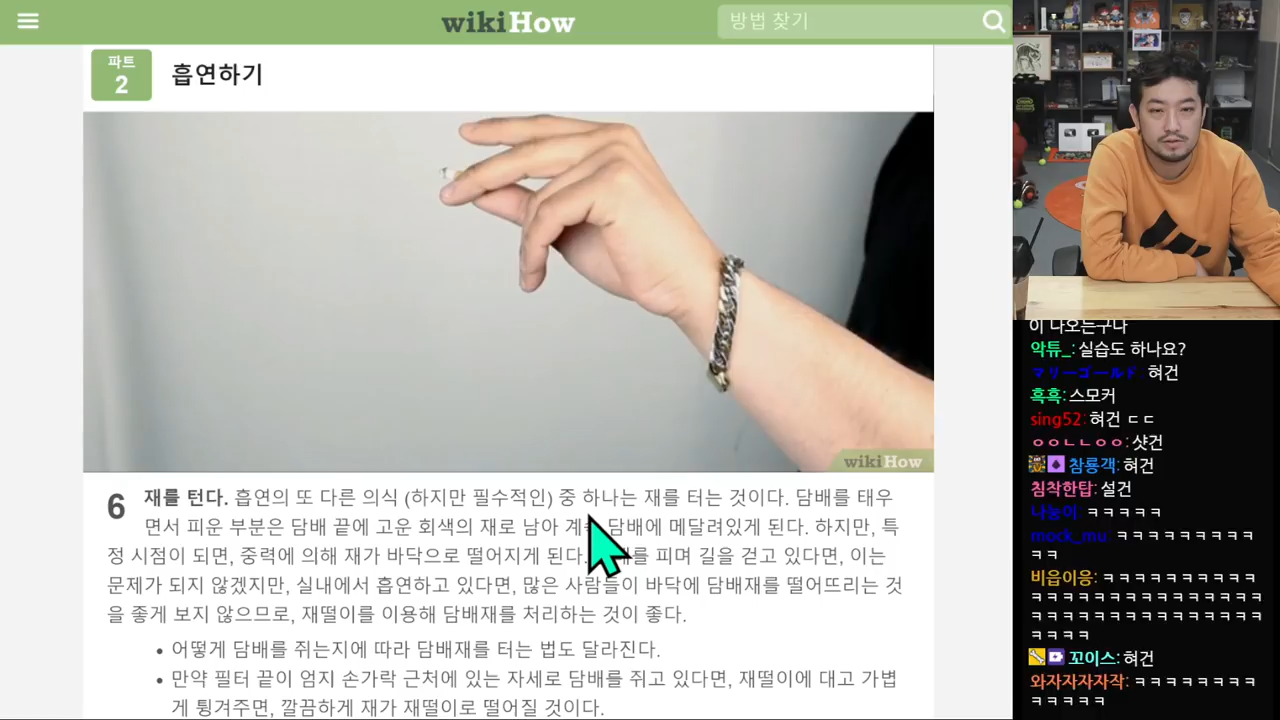 wikiHow
방법 찾기
파트
2
흡연하기
wikiHow
6
재를 턴다. 흡연의 또 다른 의식 (하지만 필수적인) 중 하나는 재를 터는 것이다. 담배를 태우
면서 피운 부분은 담배 끝에 고운 회색의 재로 남아 담배에 메달려있게 된다. 하지만, 특
정 시점이 되면, 중력에 의해 재가 바닥으로 떨어지게 된다. 피며 길을 걷고 있다면, 이는
문제가 되지 않겠지만, 실내에서 흡연하고 있다면, 많은 사람들이 바닥에 담배재를 떨어뜨리는 것
을 좋게 보지 않으므로, 재떨이를 이용해 담배재를 처리하는 것이 좋다.
• 어떻게 담배를 쥐는지에 따라 담배재를 터는 법도 달라진다.
• 만약 필터 끝이 엄지 손가락 근처에 있는 자세로 담배를 쥐고 있다면, 재떨이에 대고 가볍
게 튕겨주면, 깔끔하게 재가 재떨이로 떨어질 것이다.
이 나오는구나
악튜_: 실습도 하나요?
マリーゴールド: 혀건
흑흑: 스모커
sing52: 혀건 ㄷㄷ
ㅇㅇㄴㄴㅇㅇ: 샷건
참룡객: 혀건
침착한탑: 설건
나눙이: ㅋㅋㅋㅋㅋ
mock_mu: ㅋㅋㅋㅋㅋㅋㅋㅋㅋ
ㅋㅋ
비읍이응: ㅋㅋㅋㅋㅋㅋㅋㅋㅋㅋ
ㅋㅋㅋㅋㅋㅋㅋㅋㅋㅋㅋㅋㅋㅋㅋ
ㅋㅋㅋㅋㅋㅋㅋㅋㅋㅋㅋㅋㅋㅋㅋ
ㅋㅋㅋㅋ
꼬이스: 혀건
와자자자자작: ㅋㅋㅋㅋㅋㅋㅋㅋ
ㅋㅋㅋㅋㅋ